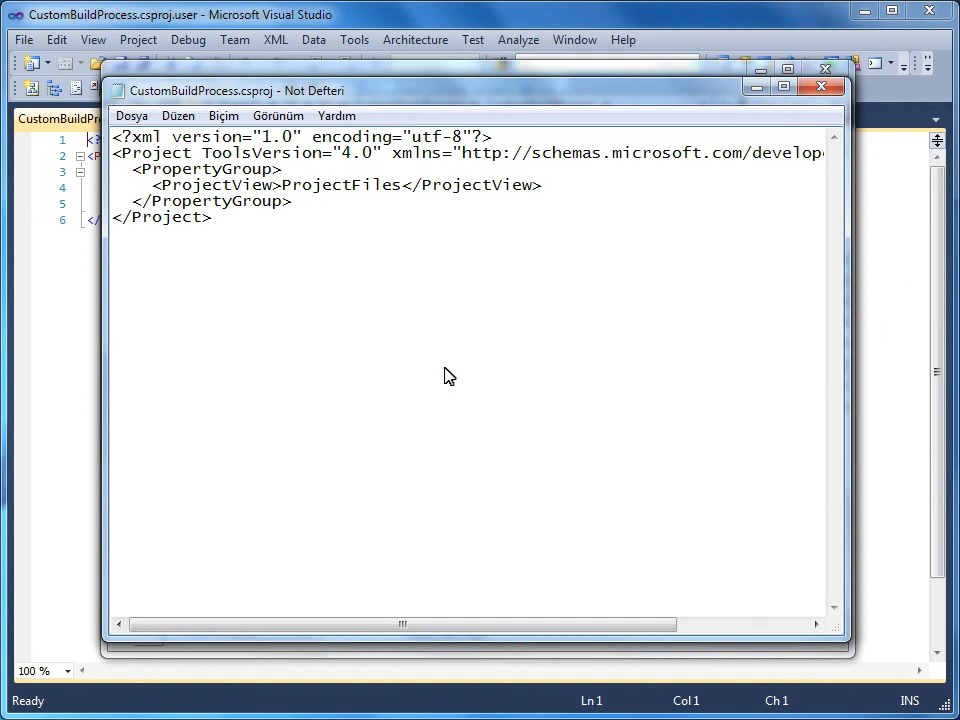 CustomBuildProcess.csproj.user - Microsoft Visual Studio
File Edit View Project Debug Team XML Data Tools Architecture Test Analyze Window Help
CustomBuildProcess.csproj - Not Defteri
Dosya Düzen Biçim Görünüm Yardım
CustomBuildPr
1 <?
2 <P
3
4
5
6 </
<?xml version="1.0" encoding="utf-8"?>
<Project ToolsVersion="4.0" xmlns="http://schemas.microsoft.com/develope
<PropertyGroup>
<ProjectView>ProjectFiles</ProjectView>
</PropertyGroup>
</Project>
100 %
Ready Ln 1 Col 1 Ch 1 INS